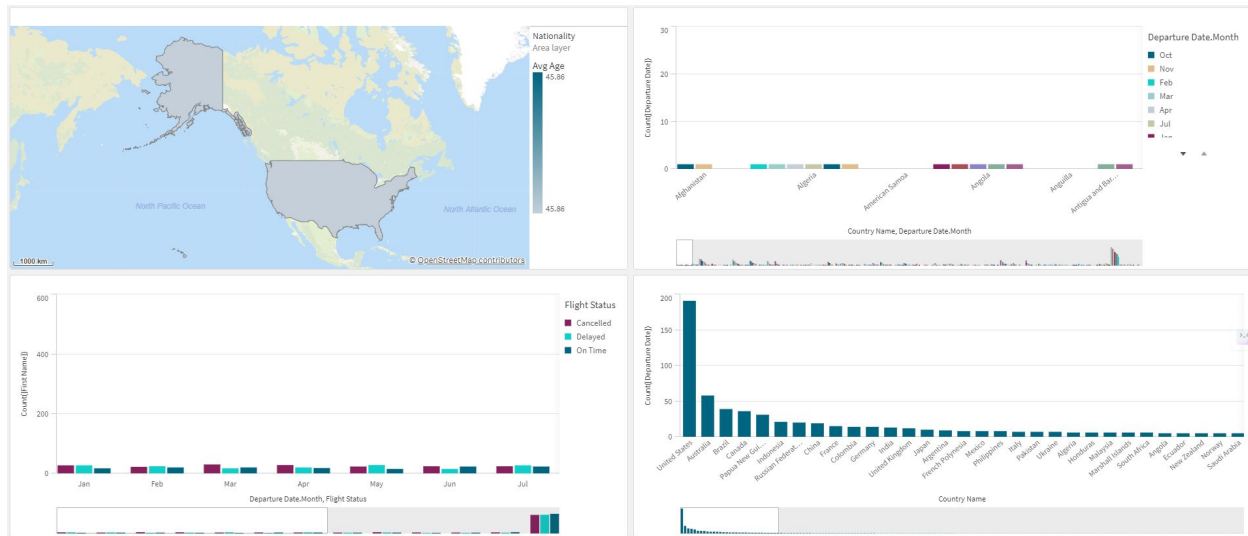 Nationality
Area layer
Avg Age
45.86
45.86
North Pacific Ocean
North Atlantic Ocean
1000 km
© OpenStreetMap contributors
Departure Date.Month
Oct
Nov
Feb
Mar
Apr
Jul
30
20
10
0
Count([Departure Date])
Afghanistan
Algeria
American Samoa
Angola
Anguilla
Antigua and Bar...
Country Name, Departure Date.Month
Flight Status
Cancelled
Delayed
On Time
600
400
200
0
Count([First Name])
Jan
Feb
Mar
Apr
May
Jun
Jul
Departure Date.Month, Flight Status
200
150
100
50
0
Count([Departure Date])
United States
Australia
Brazil
Canada
Papua New Gui...
Indonesia
Russian Federat...
China
France
Colombia
Germany
India
United Kingdom
Japan
Argentina
French Polynesia
Mexico
Philippines
Italy
Pakistan
Ukraine
Algeria
Honduras
Malaysia
Marshall Islands
South Africa
Angola
Ecuador
New Zealand
Norway
Saudi Arabia
Country Name